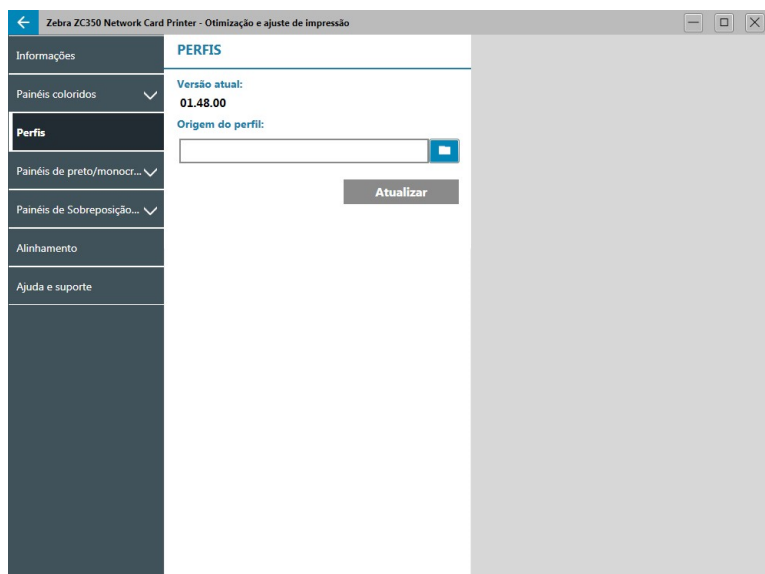 Zebra ZC350 Network Card Printer - Otimização e ajuste de impressão
Informações
Painéis coloridos
Perfis
Painéis de preto/monocr...
Painéis de Sobreposição...
Alinhamento
Ajuda e suporte
PERFIS
Versão atual:
01.48.00
Origem do perfil:
Atualizar